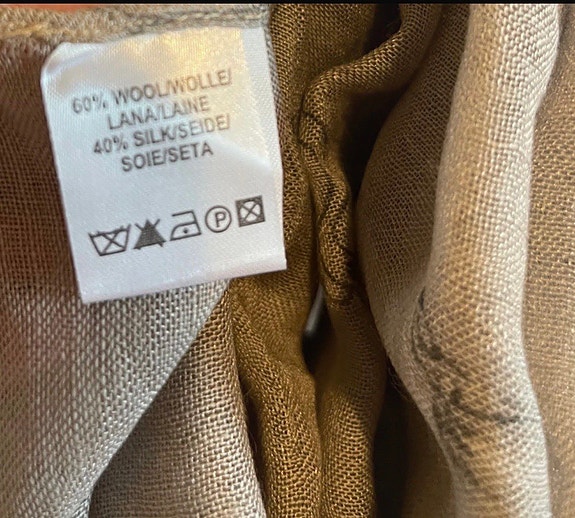 60% WOOL/WOLLE/
LANA/LAINE
40% SILK/SEIDE/
SOIE/SETA
P